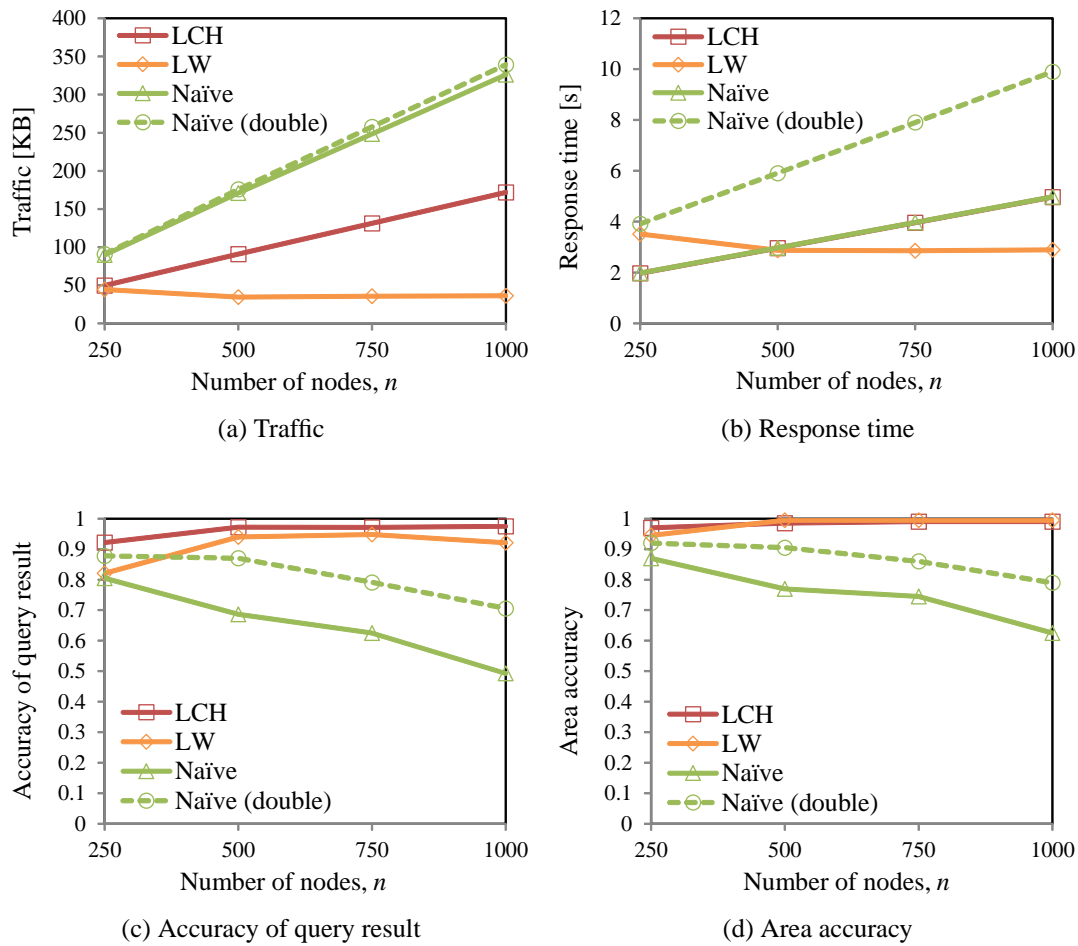 400
350
300
250
200
150
100
50
0
Traffic [KB]
LCH
LW
Naïve
Naïve (double)
250
500
750
1000
Number of nodes, n
(a) Traffic
12
10
8
6
4
2
0
Response time [s]
LCH
LW
Naïve
Naïve (double)
250
500
750
1000
Number of nodes, n
(b) Response time
1
0.9
0.8
0.7
0.6
0.5
0.4
0.3
0.2
0.1
0
Accuracy of query result
LCH
LW
Naïve
Naïve (double)
250
500
750
1000
Number of nodes, n
(c) Accuracy of query result
1
0.9
0.8
0.7
0.6
0.5
0.4
0.3
0.2
0.1
0
Area accuracy
LCH
LW
Naïve
Naïve (double)
250
500
750
1000
Number of nodes, n
(d) Area accuracy